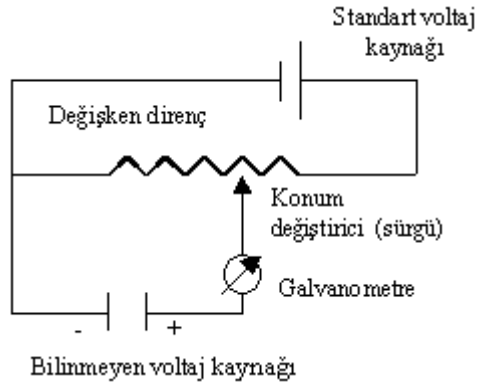 Standart voltaj
kaynağı
Değişken direnç
Konum
değiştirici (sürgü)
Galvanometre
- +
Bilinmeyen voltaj kaynağı